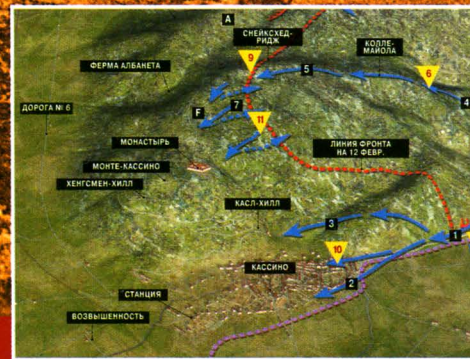 A
СНЕЙКСХЕД-
РИДЖ
КОЛЛЕ-
МАЙОЛА
9
5
6
ФЕРМА АЛБАНЕТА
4
ДОРОГА № 6
F
7
11
МОНАСТЫРЬ
ЛИНИЯ ФРОНТА
НА 12 ФЕВР.
МОНТЕ-КАССИНО
ХЕНГСМЕН-ХИЛЛ
КАСЛ-ХИЛЛ
3
1
10
КАССИНО
2
СТАНЦИЯ
ВОЗВЫШЕННОСТЬ